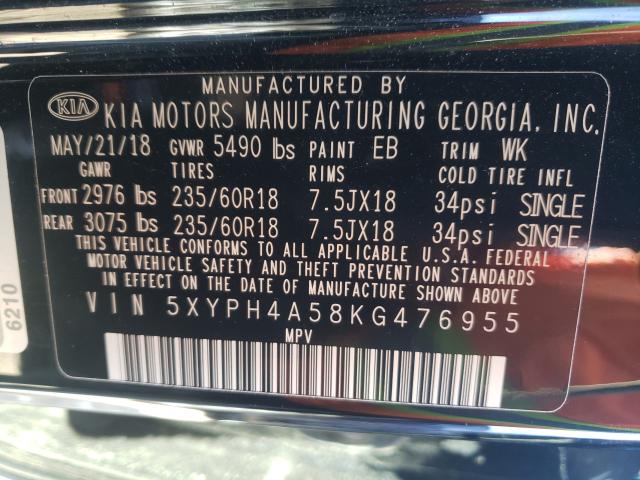 MANUFACTURED BY
KIA KIA MOTORS MANUFACTURING GEORGIA, INC.
MAY/21/18 GVWR 5490 lbs PAINT EB TRIM WK
GAWR TIRES RIMS COLD TIRE INFL
FRONT 2976 lbs 235/60R18 7.5JX18 34psi SINGLE
REAR 3075 lbs 235/60R18 7.5JX18 34psi SINGLE
THIS VEHICLE CONFORMS TO ALL APPLICABLE U.S.A. FEDERAL
MOTOR VEHICLE SAFETY AND THEFT PREVENTION STANDARDS
IN EFFECT ON THE DATE OF MANUFACTURE SHOWN ABOVE
VIN 5XYPH4A58KG476955
MPV
6210